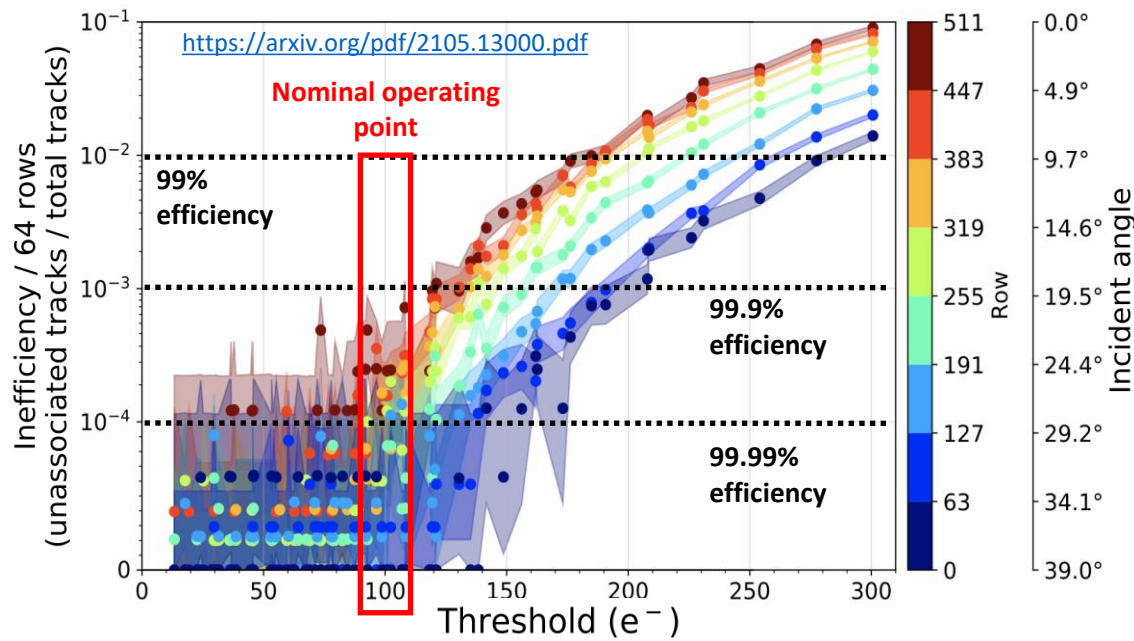 https://arxiv.org/pdf/2105.13000.pdf
Nominal operating
point
99%
efficiency
99.9%
efficiency
99.99%
efficiency
Inefficiency / 64 rows
(unassociated tracks / total tracks)
10⁻¹
10⁻²
10⁻³
10⁻⁴
0
0 50 100 150 200 250 300
Threshold (e⁻)
511
447
383
319
255
191
127
63
0
Row
0.0°
4.9°
9.7°
14.6°
19.5°
24.4°
29.2°
34.1°
39.0°
Incident angle